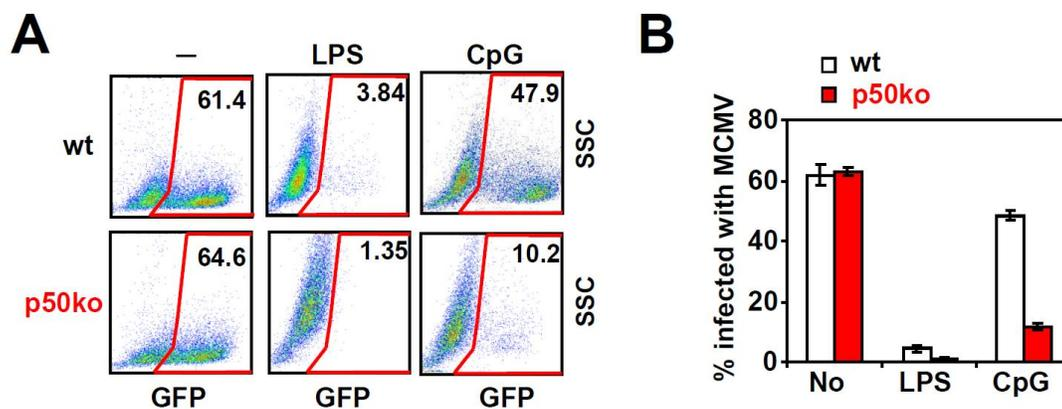 A
B
— LPS CpG
wt
61.4
3.84
47.9
SSC
p50ko
64.6
1.35
10.2
SSC
GFP GFP GFP
wt
p50ko
% infected with MCMV
80
60
40
20
0
No LPS CpG